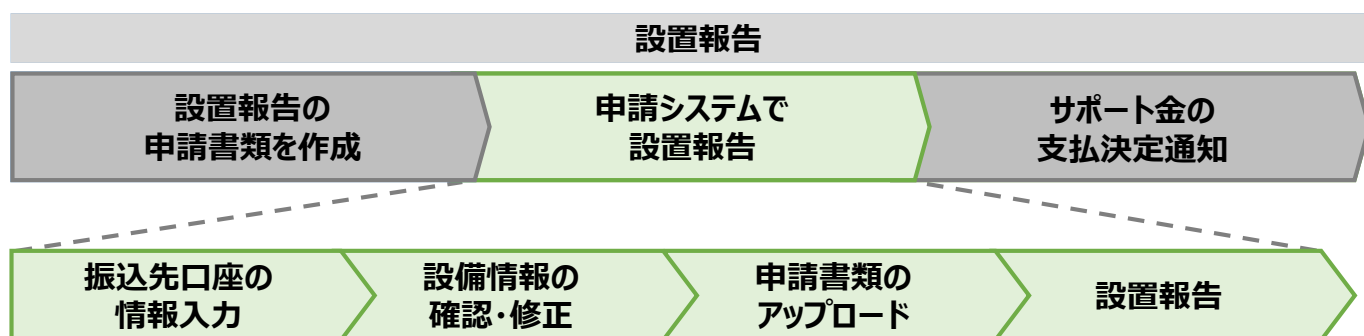 設置報告
設置報告の
申請書類を作成
申請システムで
設置報告
サポート金の
支払決定通知
振込先口座の
情報入力
設備情報の
確認・修正
申請書類の
アップロード
設置報告